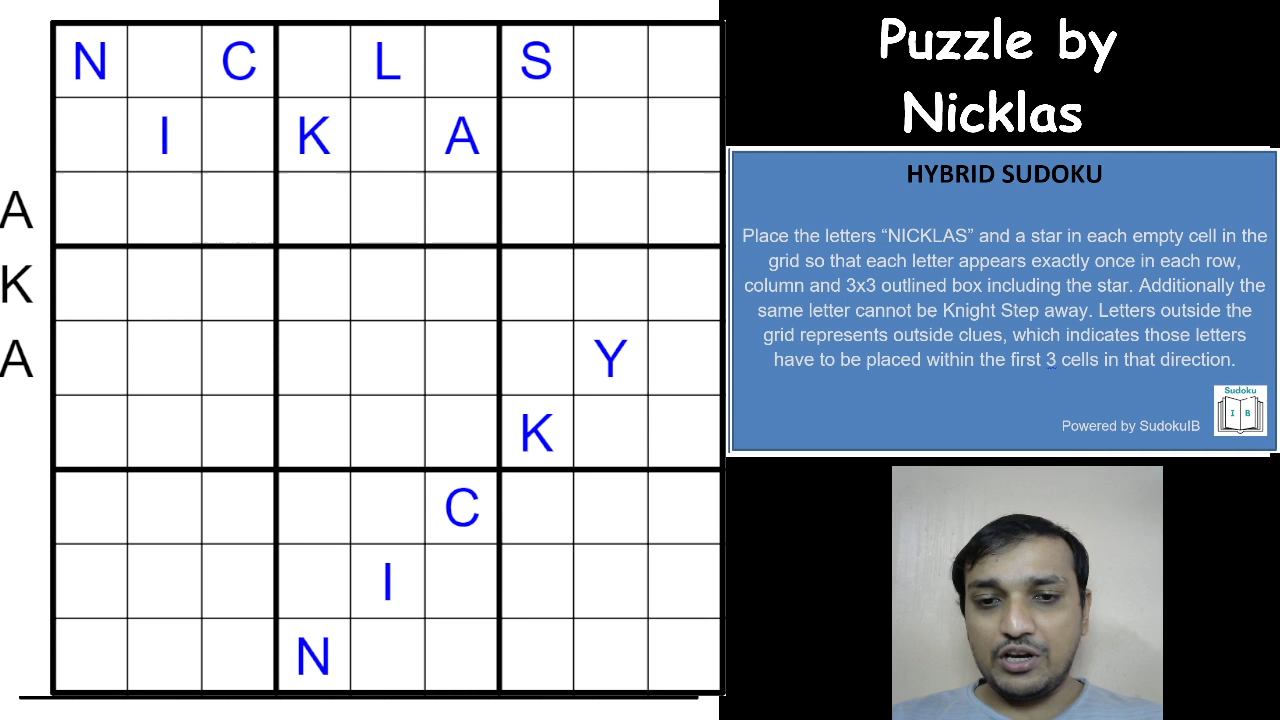 Puzzle by
Nicklas
HYBRID SUDOKU
Place the letters “NICKLAS” and a star in each empty cell in the
grid so that each letter appears exactly once in each row,
column and 3x3 outlined box including the star. Additionally the
same letter cannot be Knight Step away. Letters outside the
grid represents outside clues, which indicates those letters
have to be placed within the first 3 cells in that direction.
Sudoku
I B
Powered by SudokuIB
N C L S
I K A
A
K
A Y
K
C
I
N